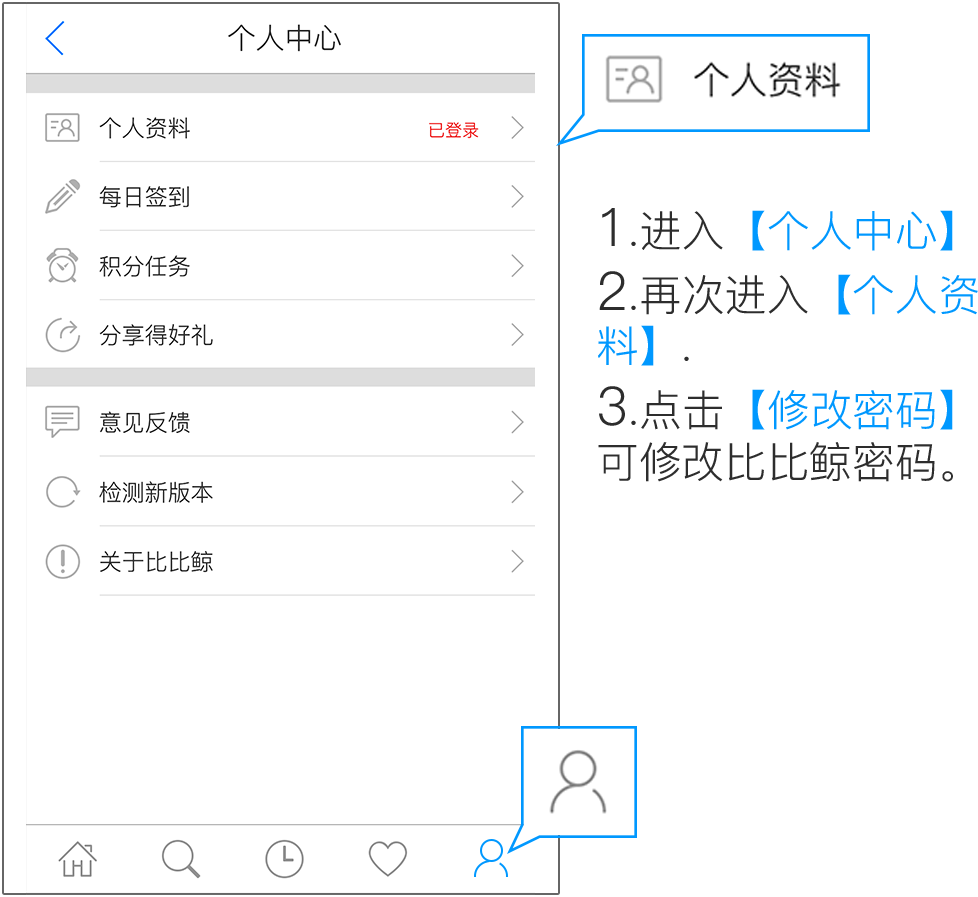 个人中心
个人资料 已登录
每日签到
积分任务
分享得好礼
意见反馈
检测新版本
关于比比鲸
个人资料
1.进入【个人中心】
2.再次进入【个人资
料】.
3.点击【修改密码】
可修改比比鲸密码。